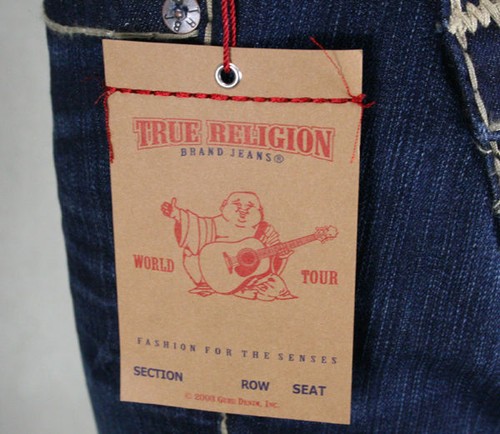 TRUE RELIGION
BRAND JEANS®
WORLD TOUR
FASHION FOR THE SENSES
SECTION ROW SEAT
© 2003 GURU DENIM, INC.